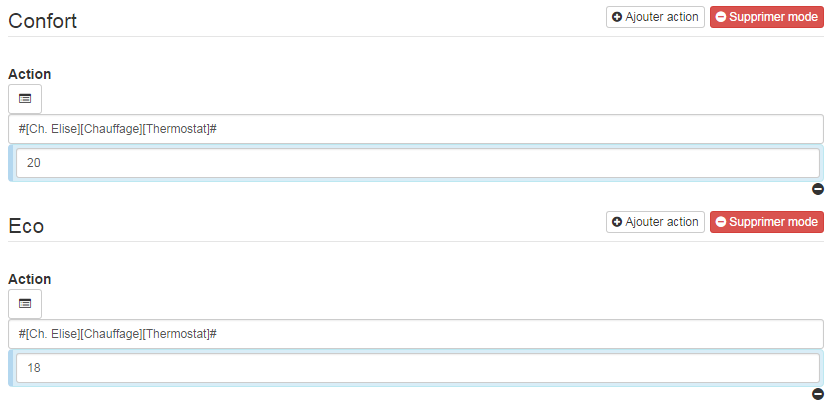 Confort
Ajouter action
Supprimer mode
Action
#[Ch. Elise][Chauffage][Thermostat]#
20
Eco
Ajouter action
Supprimer mode
Action
#[Ch. Elise][Chauffage][Thermostat]#
18